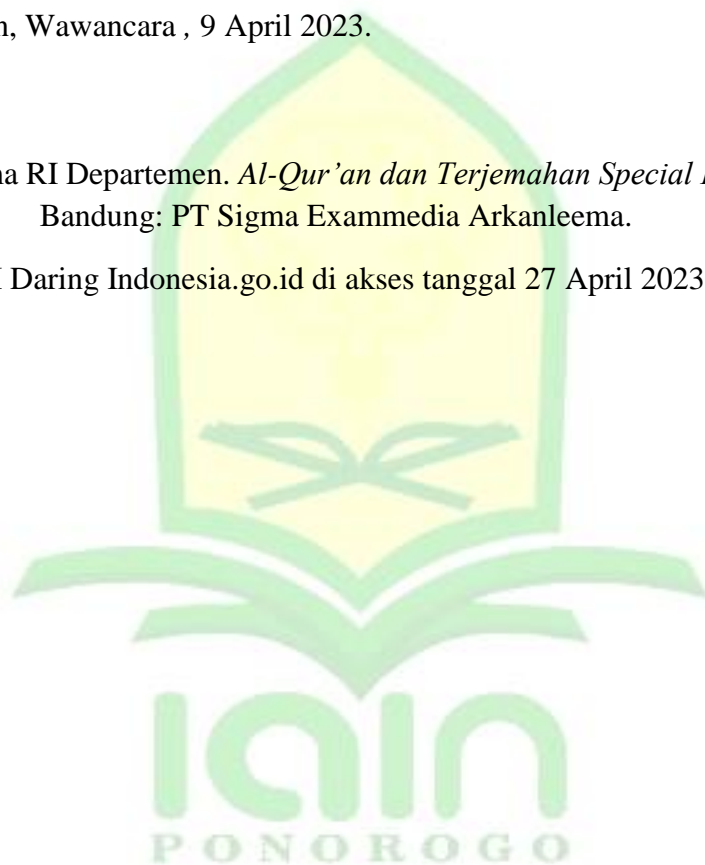 n, Wawancara , 9 April 2023.
na RI Departemen. Al-Qur’an dan Terjemahan Special
Bandung: PT Sigma Exammedia Arkanleema.
I Daring Indonesia.go.id di akses tanggal 27 April 2023
iain
PONOROGO